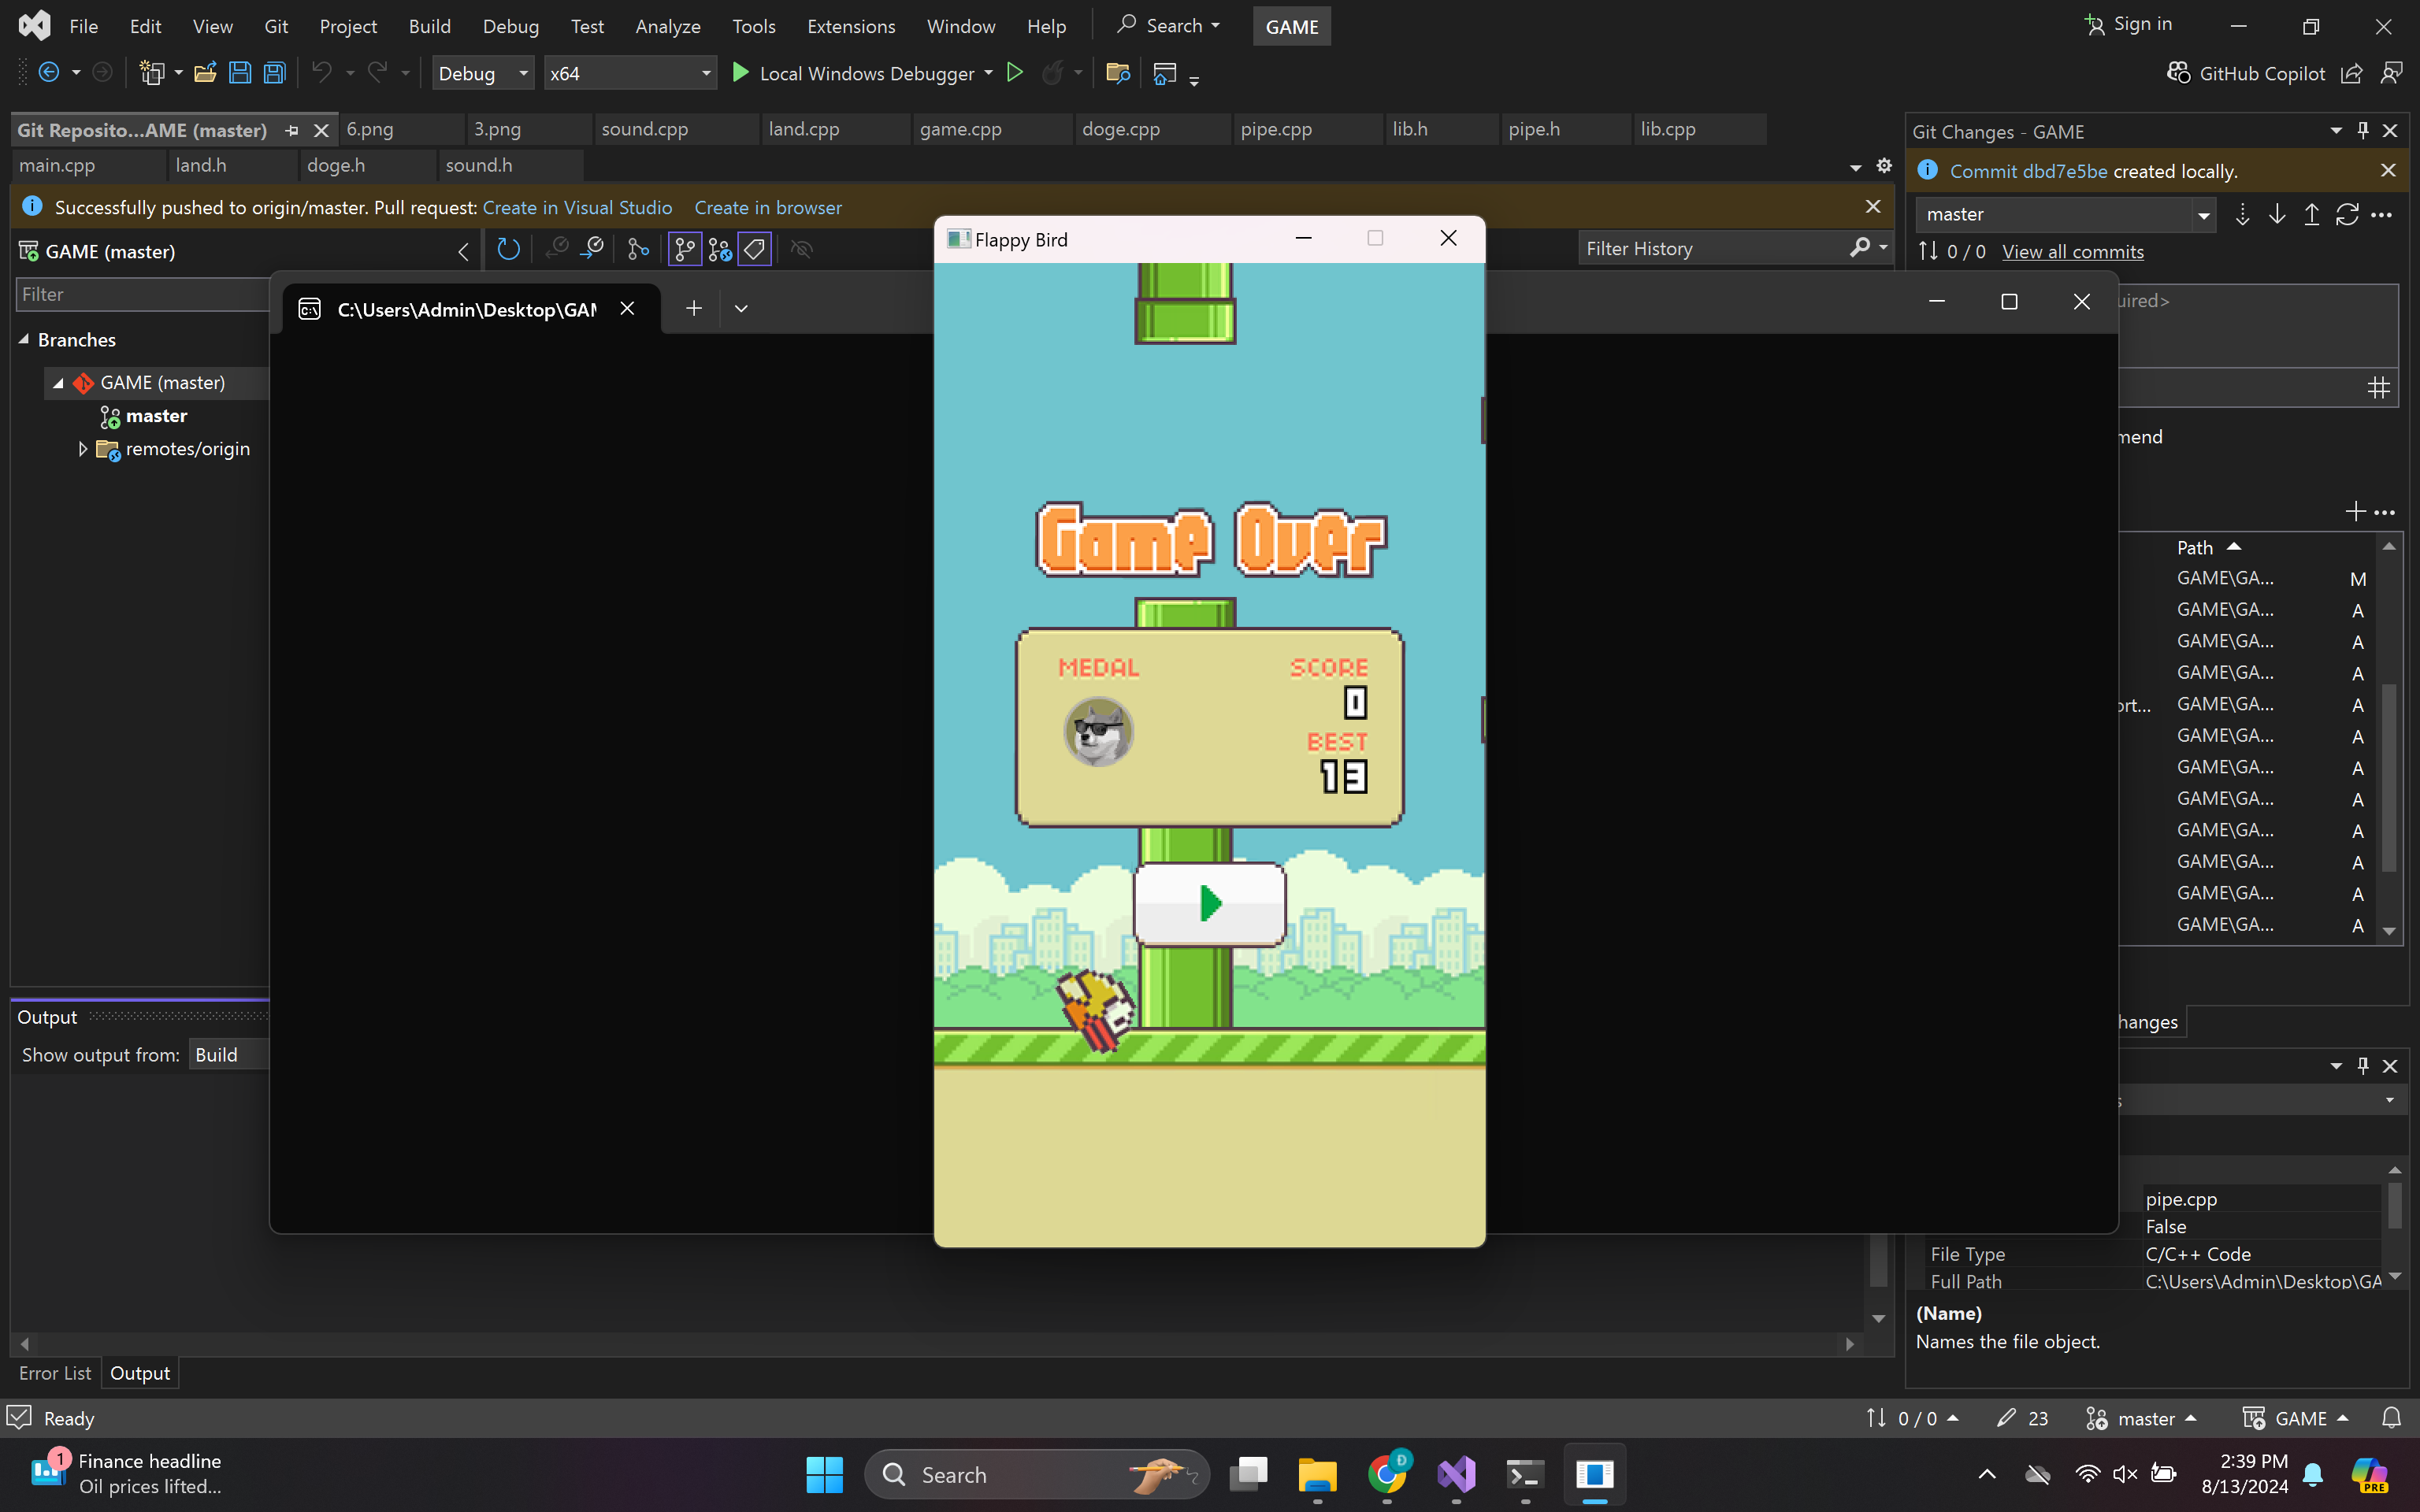 File Edit View Git Project Build Debug Test Analyze Tools Extensions Window Help Search GAME Sign in
Debug x64 Local Windows Debugger GitHub Copilot
Git Reposito...AME (master) 6.png 3.png sound.cpp land.cpp game.cpp doge.cpp pipe.cpp lib.h pipe.h lib.cpp
main.cpp land.h doge.h sound.h
Successfully pushed to origin/master. Pull request: Create in Visual Studio Create in browser
GAME (master)
Filter History
Filter
Branches
GAME (master)
master
remotes/origin
C:\Users\Admin\Desktop\GAM
Flappy Bird
Game Over
MEDAL SCORE
0
BEST
13
Git Changes - GAME
Commit dbd7e5be created locally.
master
0 / 0 View all commits
uired>
mend
Path
GAME\GA... M
GAME\GA... A
GAME\GA... A
GAME\GA... A
ort... GAME\GA... A
GAME\GA... A
GAME\GA... A
GAME\GA... A
GAME\GA... A
GAME\GA... A
GAME\GA... A
GAME\GA... A
hanges
s
pipe.cpp
False
File Type C/C++ Code
Full Path C:\Users\Admin\Desktop\GA
(Name)
Names the file object.
Output
Show output from: Build
Error List Output
Ready 0 / 0 23 master GAME
1
Finance headline
Oil prices lifted...
Search
Đ
2:39 PM
8/13/2024
PRE